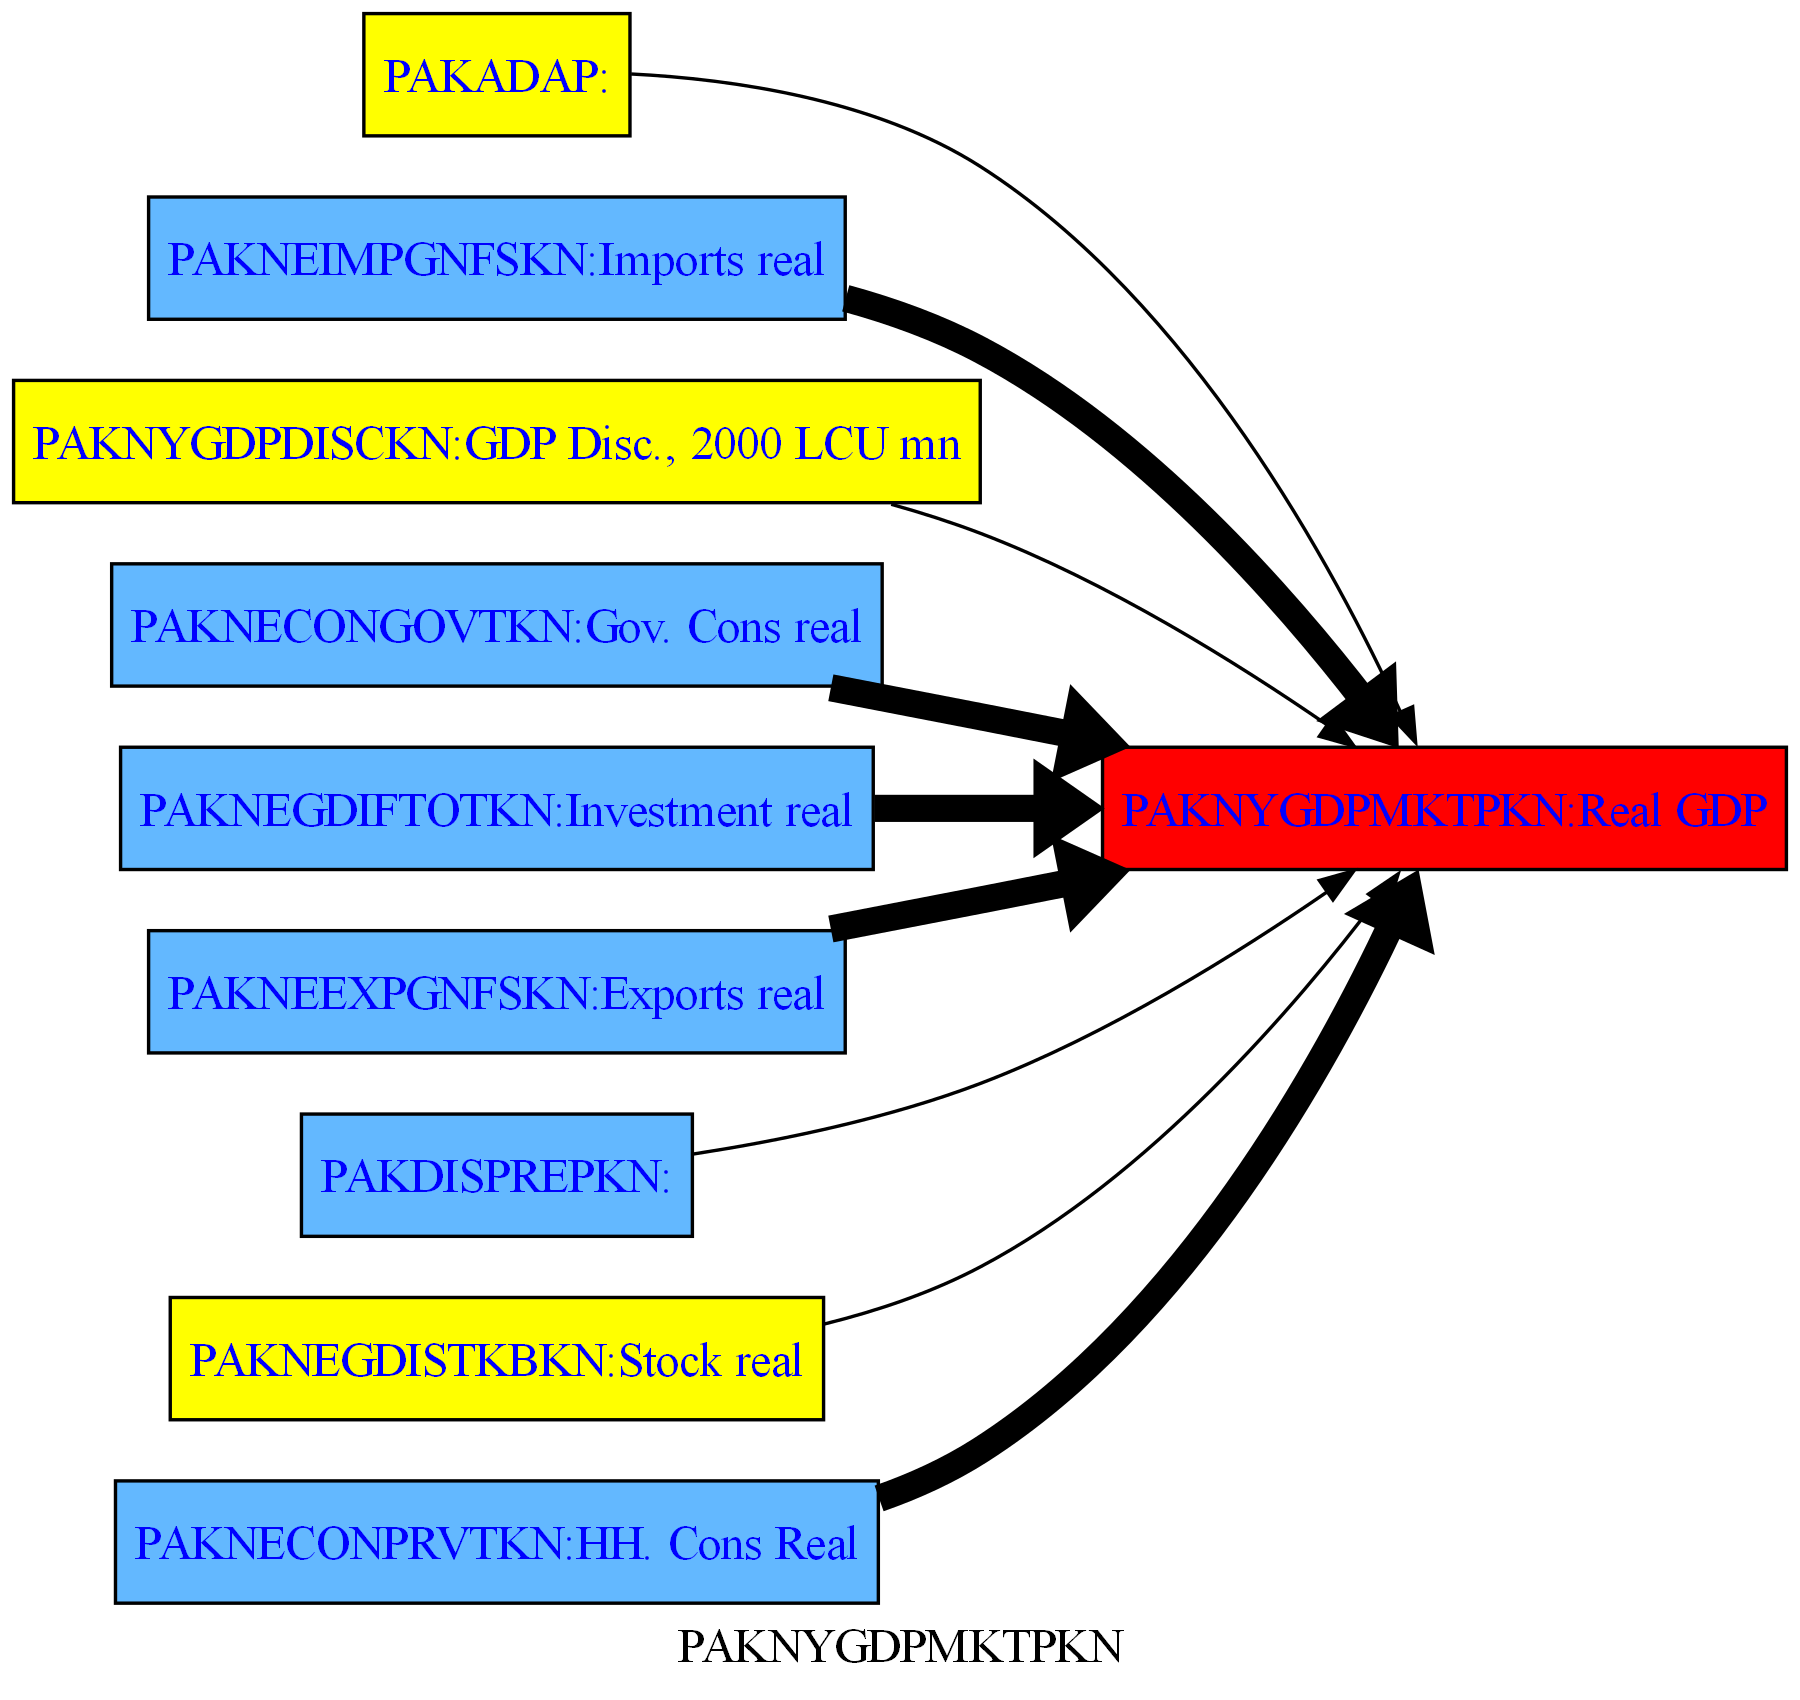 PAKADAP:
PAKNEIMPGNFSKN:Imports real
PAKNYGDPDISCKN:GDP Disc., 2000 LCU mn
PAKNECONGOVTKN:Gov. Cons real
PAKNEGDIFTOTKN:Investment real
PAKNYGDPMKTPKN:Real GDP
PAKNEEXPGNFSKN:Exports real
PAKDISPREPKN:
PAKNEGDISTKBKN:Stock real
PAKNECONPRVTKN:HH. Cons Real
PAKNYGDPMKTPKN